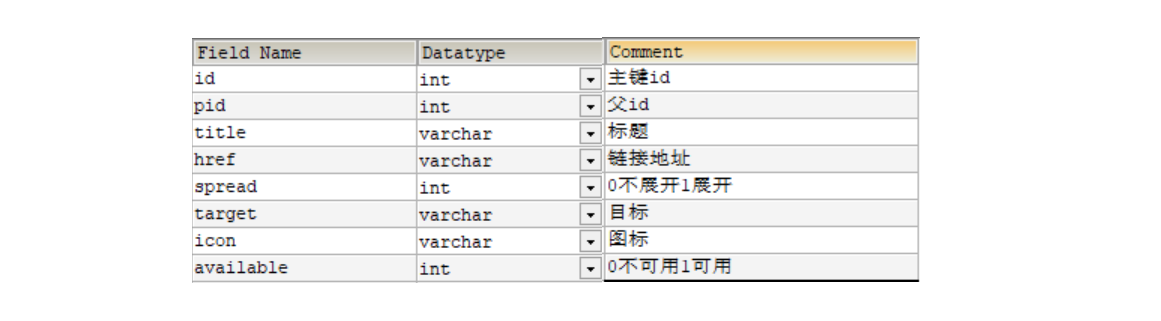 Field Name Datatype Comment
id int 主键id
pid int 父id
title varchar 标题
href varchar 链接地址
spread int 0不展开1展开
target varchar 目标
icon varchar 图标
available int 0不可用1可用